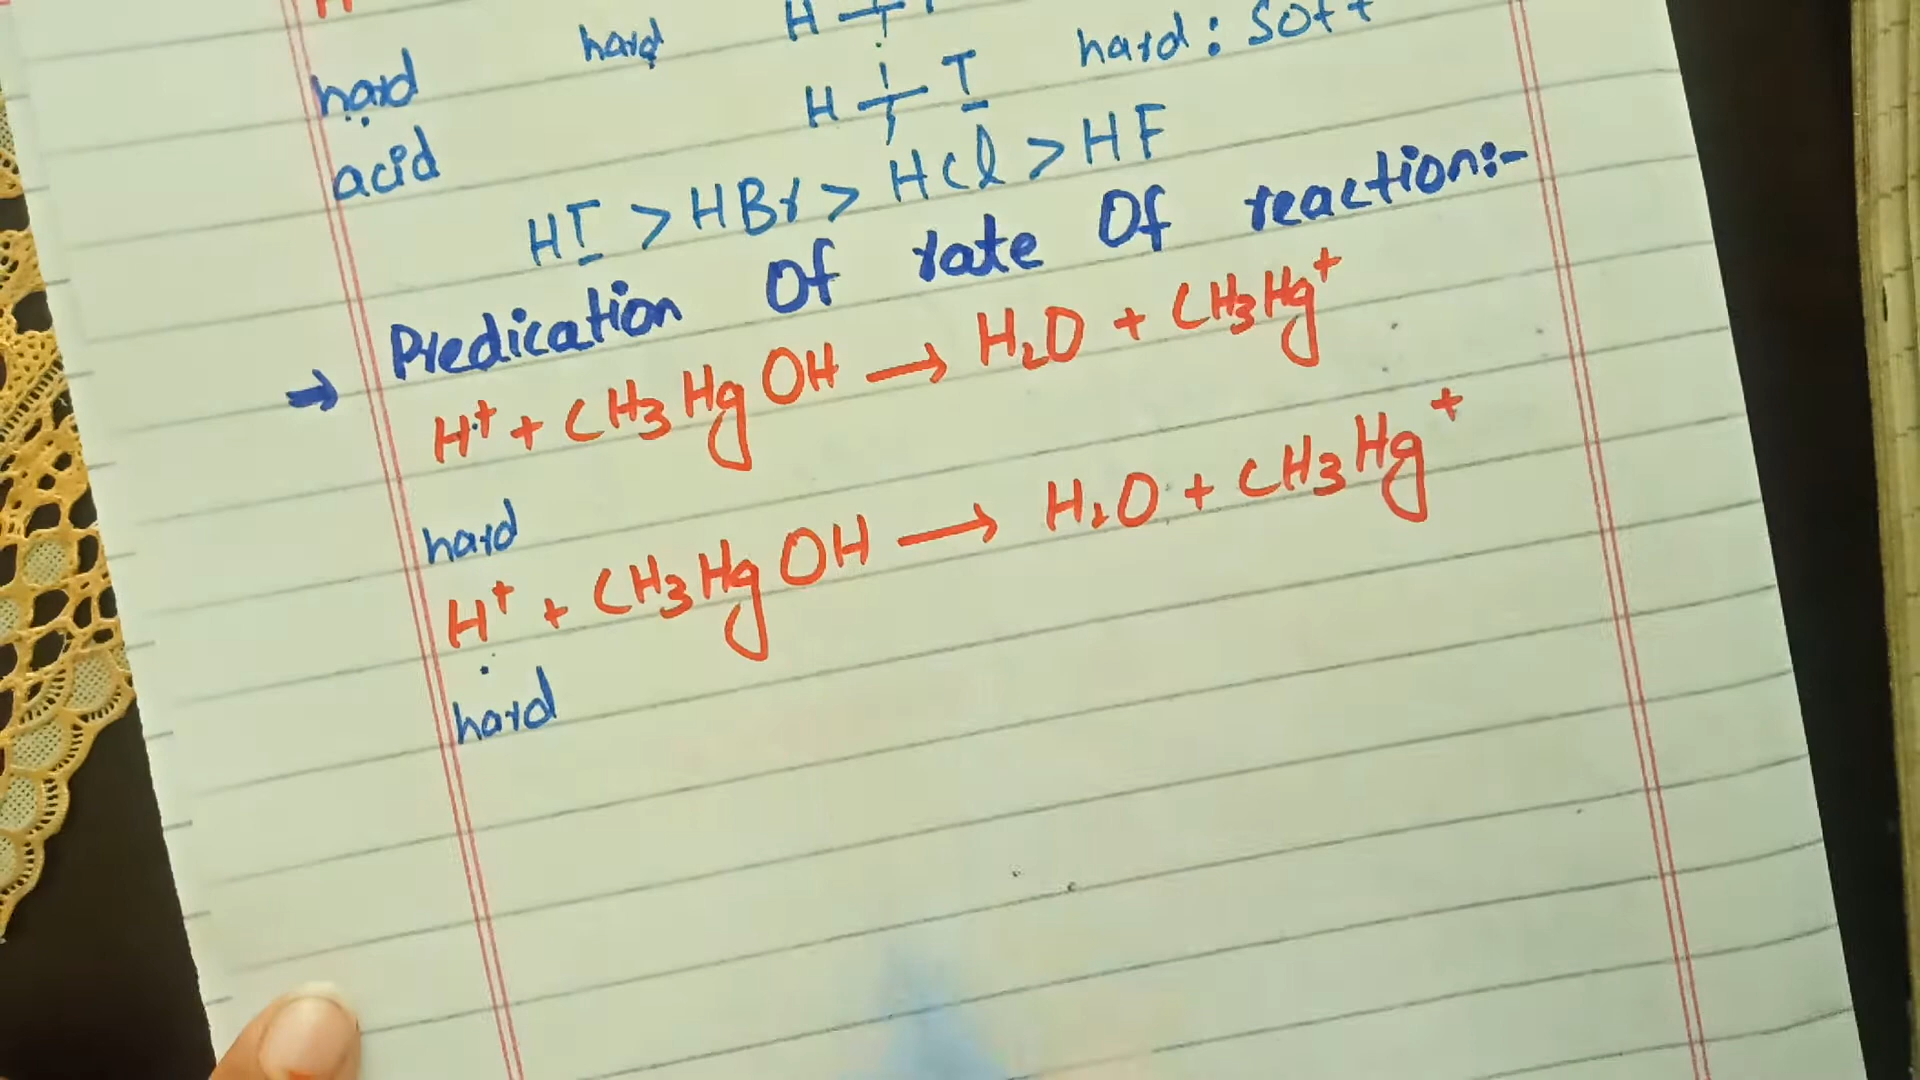 hard hard H
hard : Soft
acid H I
HI > HBr > HCl > HF
→ Predication Of rate Of reaction:-
H⁺ + CH₃HgOH → H₂O + CH₃Hg⁺
hard
H⁺ + CH₃HgOH → H₂O + CH₃Hg⁺
hard